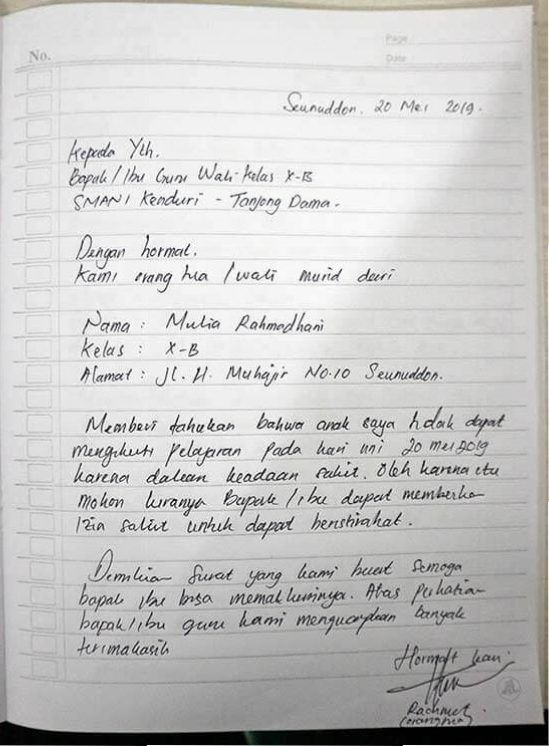 Page
No.
Date
Seunuddon, 20 Mei 2019.
Kepada Yth.
Bapak/Ibu Guru Wali Kelas X-B
SMAN 1 Kenduri - Tanjong Dama.
Dengan hormat.
Kami orang tua / wali murid dari
Nama : Mulia Rahmadhani
Kelas : X-B
Alamat : Jl. H. Muhajir No.10 Seunuddon.
Memberi tahukan bahwa anak saya tidak dapat
mengikuti pelajaran pada hari ini 20 mei 2019
karena dalam keadaan sakit. Oleh karena itu
mohon kiranya Bapak/ibu dapat memberikan
Izin sakit untuk dapat beristirahat.
Demikian Surat yang kami buat Semoga
bapak ibu bisa memakluminya. Atas Perhatian
bapak/ibu guru kami mengucapkan banyak
terimakasih
Hormat kami
Rachmat
(orang tua)